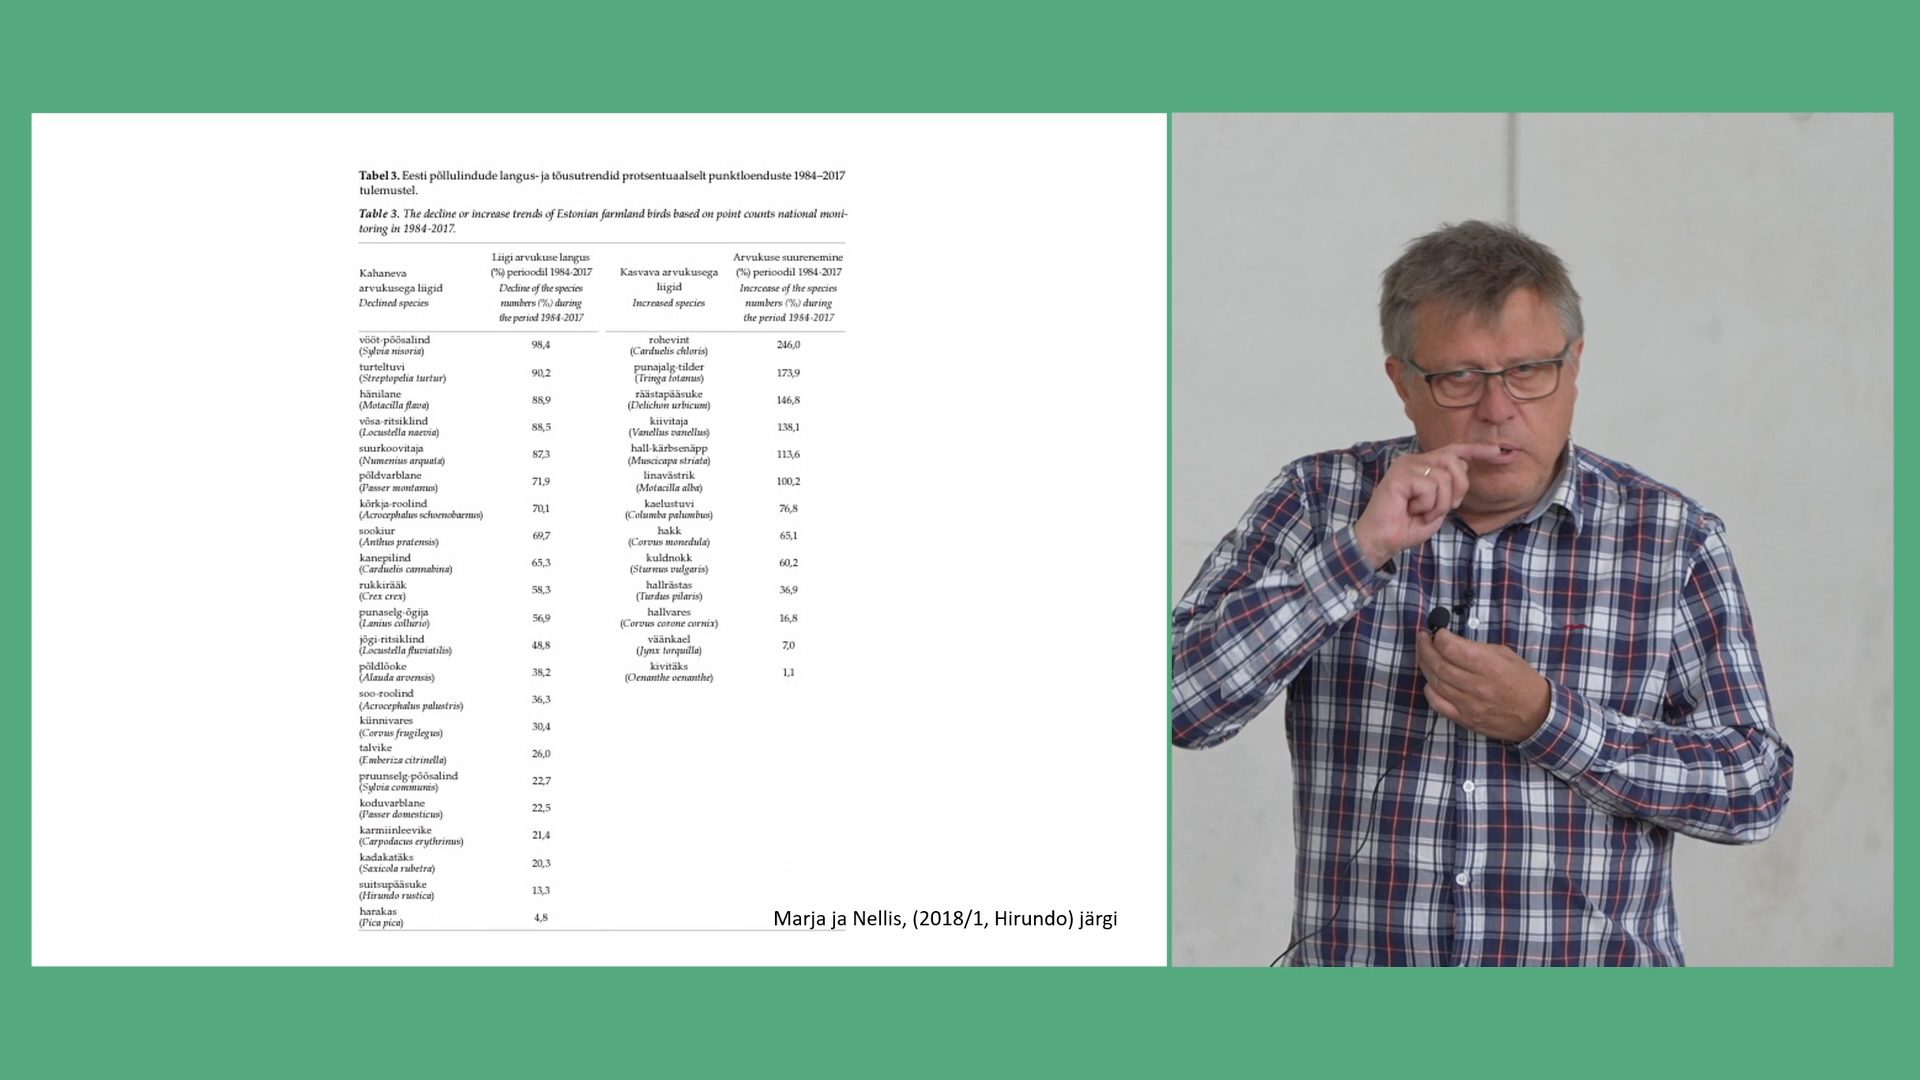 Tabel 3. Eesti põllulindude langus- ja tõusutrendid protsentuaalselt punktloenduste 1984–2017
tulemustel.
Table 3. The decline or increase trends of Estonian farmland birds based on point counts national moni-
toring in 1984-2017.
Kahaneva
arvukusega liigid
Declined species
Liigi arvukuse langus
(%) perioodil 1984-2017
Decline of the species
numbers (%) during
the period 1984-2017
Kasvava arvukusega
liigid
Increased species
Arvukuse suurenemine
(%) perioodil 1984-2017
Incrcease of the species
numbers (%) during
the period 1984-2017
vööt-põõsalind 98,4 rohevint 246,0
(Sylvia nisoria) (Carduelis chloris)
turteltuvi 90,2 punajalg-tilder 173,9
(Streptopelia turtur) (Tringa totanus)
hänilane 88,9 räästapääsuke 146,8
(Motacilla flava) (Delichon urbicum)
võsa-ritsiklind 88,5 kiivitaja 138,1
(Locustella naevia) (Vanellus vanellus)
suurkoovitaja 87,3 hall-kärbsenäpp 113,6
(Numenius arquata) (Muscicapa striata)
põldvarblane 71,9 linavästrik 100,2
(Passer montanus) (Motacilla alba)
kõrkja-roolind 70,1 kaelustuvi 76,8
(Acrocephalus schoenobaenus) (Columba palumbus)
sookiur 69,7 hakk 65,1
(Anthus pratensis) (Corvus monedula)
kanepilind 65,3 kuldnokk 60,2
(Carduelis cannabina) (Sturnus vulgaris)
rukkirääk 58,3 hallrästas 36,9
(Crex crex) (Turdus pilaris)
punaselg-õgija 56,9 hallvares 16,8
(Lanius collurio) (Corvus corone cornix)
jõgi-ritsiklind 48,8 väänkael 7,0
(Locustella fluviatilis) (Jynx torquilla)
põldlõoke 38,2 kivitäks 1,1
(Alauda arvensis) (Oenanthe oenanthe)
soo-roolind 36,3
(Acrocephalus palustris)
künnivares 30,4
(Corvus frugilegus)
talvike 26,0
(Emberiza citrinella)
pruunselg-põõsalind 22,7
(Sylvia communis)
koduvarblane 22,5
(Passer domesticus)
karmiinleevike 21,4
(Carpodacus erythrinus)
kadakatäks 20,3
(Saxicola rubetra)
suitsupääsuke 13,3
(Hirundo rustica)
harakas 4,8
(Pica pica)
Marja ja Nellis, (2018/1, Hirundo) järgi